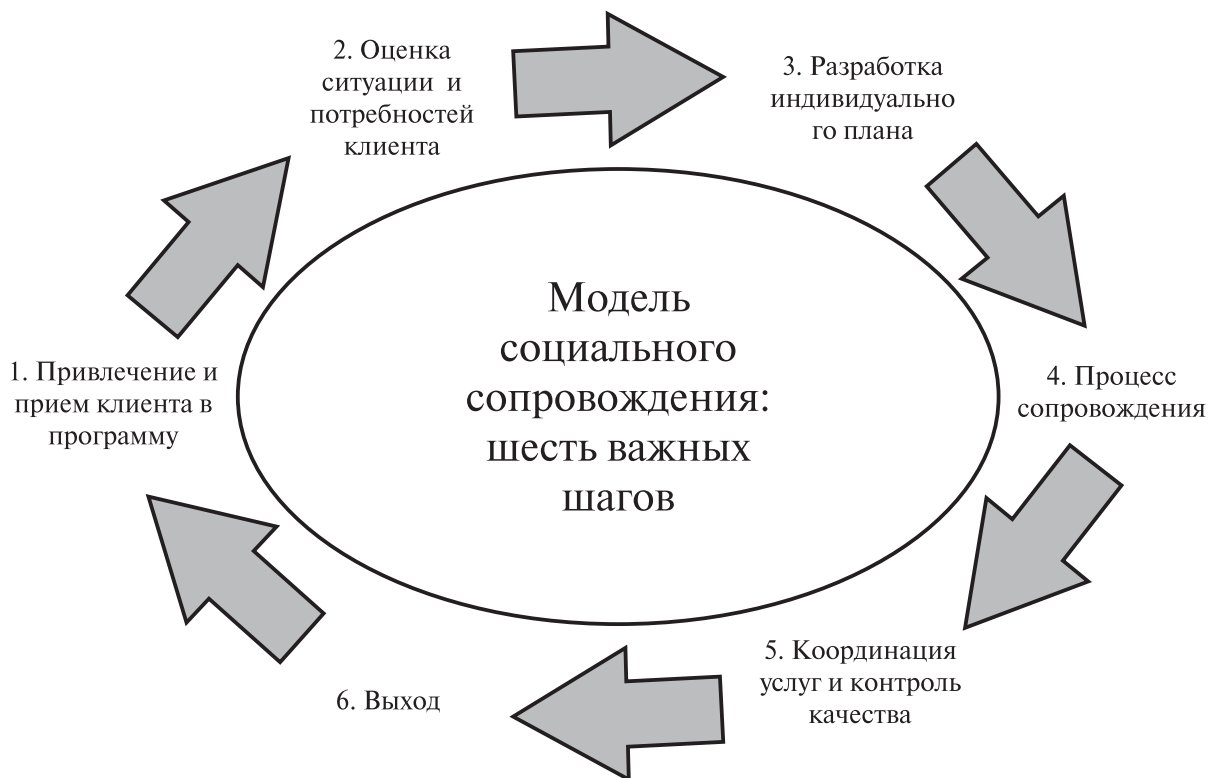 2. Оценка
ситуации и
потребностей
клиента
3. Разработка
индивидуально
го плана
Модель
социального
сопровождения:
шесть важных
шагов
1. Привлечение и
прием клиента в
программу
4. Процесс
сопровождения
5. Координация
услуг и контроль
качества
6. Выход